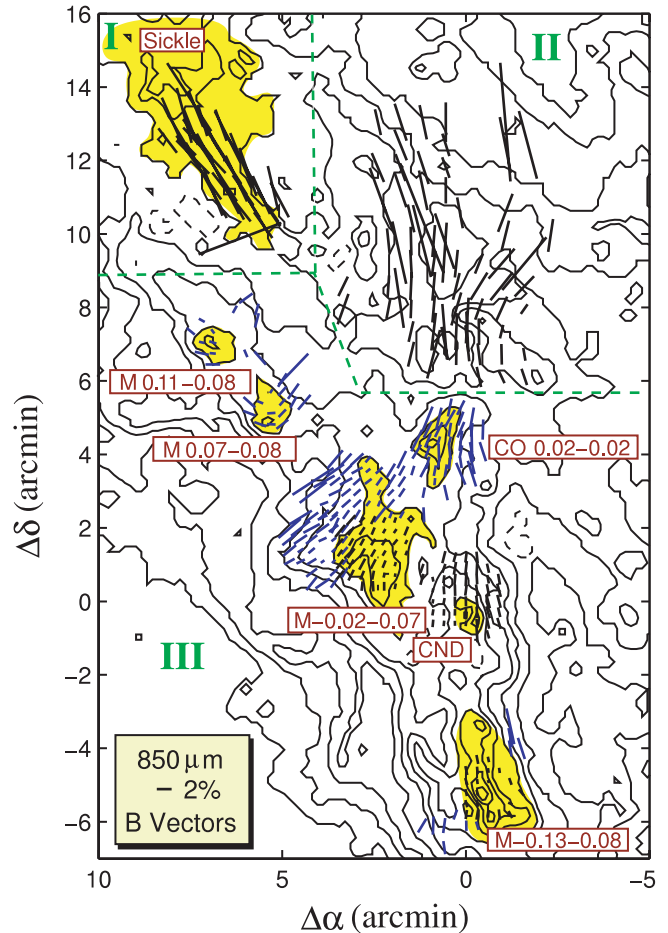 16
14
12
10
8
6
4
2
0
-2
-4
-6
I
Sickle
II
M 0.11−0.08
M 0.07−0.08
CO 0.02−0.02
M−0.02−0.07
CND
III
850 μm
− 2%
B Vectors
M−0.13−0.08
10
5
0
-5
Δα (arcmin)
Δδ (arcmin)